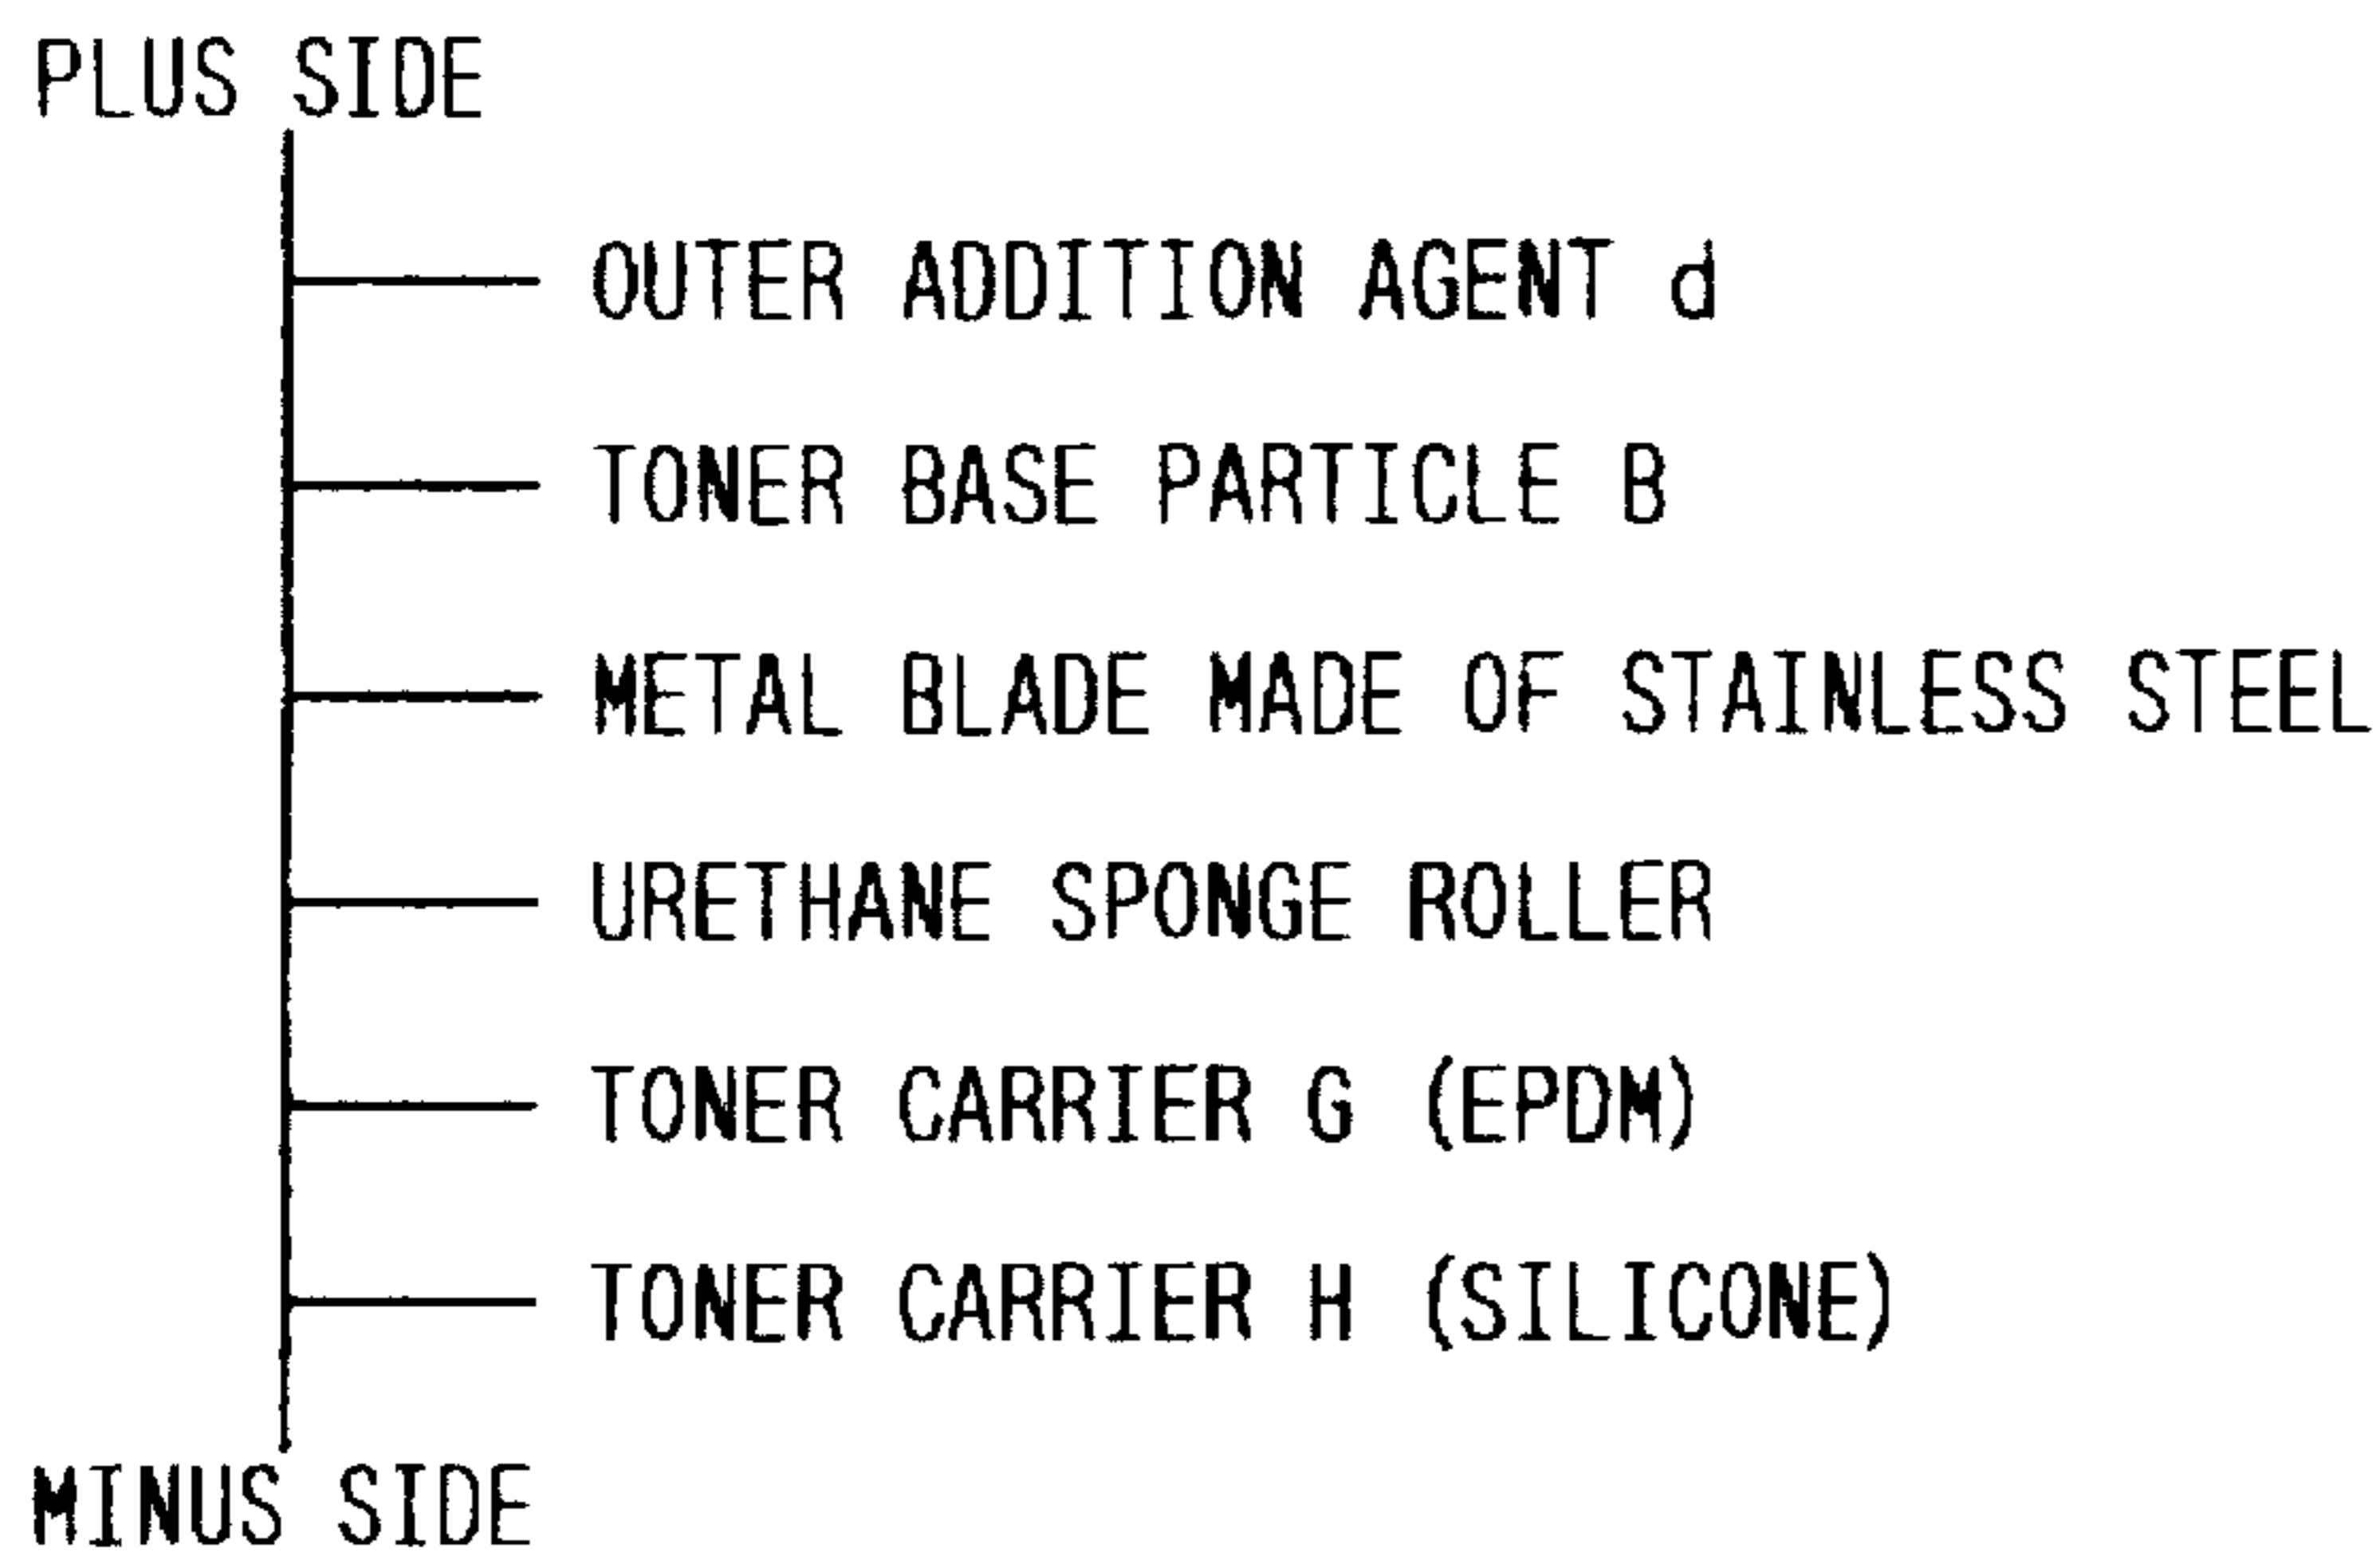 PLUS SIDE
OUTER ADDITION AGENT d
TONER BASE PARTICLE B
METAL BLADE MADE OF STAINLESS STEEL
URETHANE SPONGE ROLLER
TONER CARRIER G (EPDM)
TONER CARRIER H (SILICONE)
MINUS SIDE